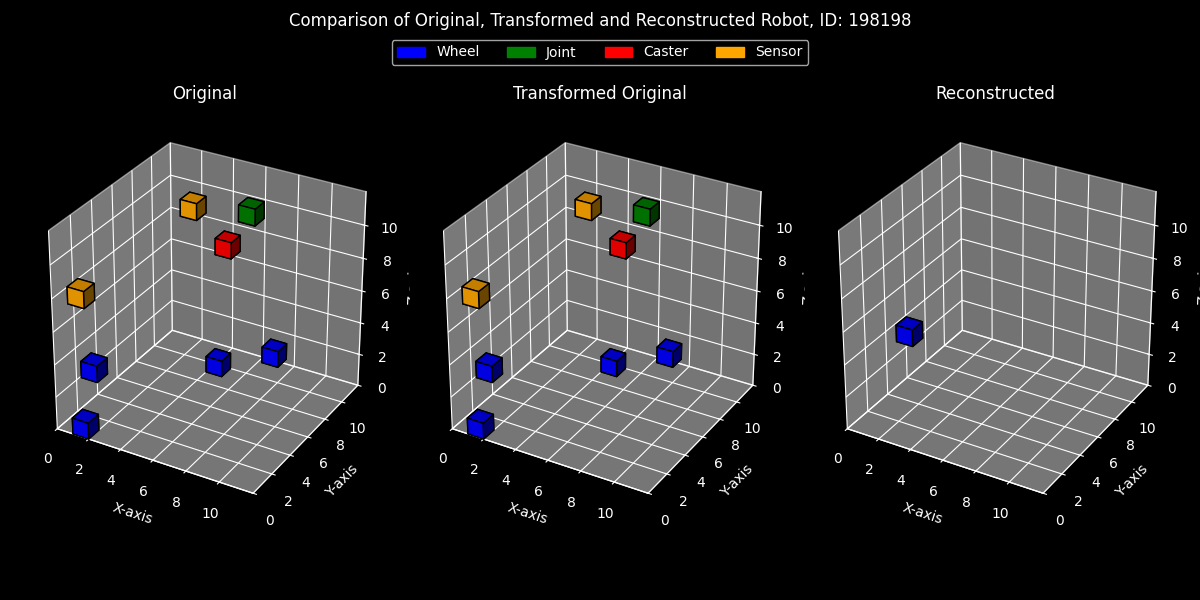 Comparison of Original, Transformed and Reconstructed Robot, ID: 198198
Wheel Joint Caster Sensor
Original
10
8
6
4
2
0
0 2 4 6 8 10
X-axis
0 2 4 6 8 10
Y-axis
Transformed Original
10
8
6
4
2
0
0 2 4 6 8 10
X-axis
0 2 4 6 8 10
Y-axis
Reconstructed
10
8
6
4
2
0
0 2 4 6 8 10
X-axis
0 2 4 6 8 10
Y-axis